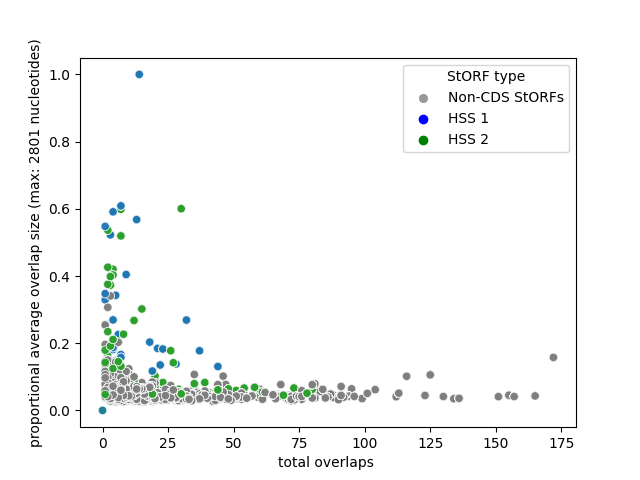 proportional average overlap size (max: 2801 nucleotides)
1.0
0.8
0.6
0.4
0.2
0.0
StORF type
Non-CDS StORFs
HSS 1
HSS 2
0 25 50 75 100 125 150 175
total overlaps